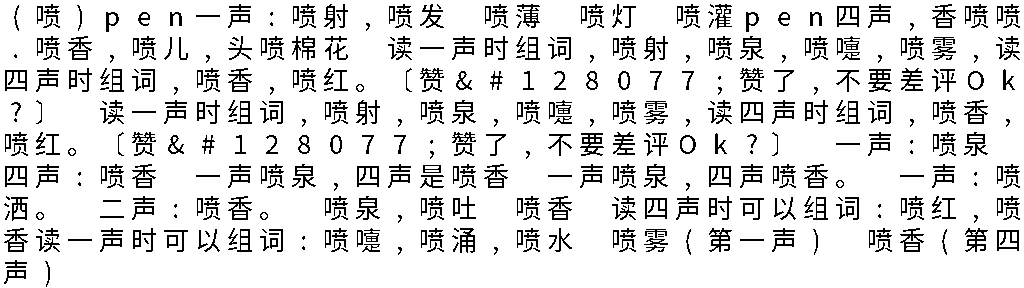 (喷)pen一声:喷射,喷发 喷薄 喷灯 喷灌pen四声,香喷喷
.喷香,喷儿,头喷棉花 读一声时组词,喷射,喷泉,喷嚏,喷雾,读
四声时组词,喷香,喷红。〔赞&#128077;赞了,不要差评Ok
?〕 读一声时组词,喷射,喷泉,喷嚏,喷雾,读四声时组词,喷香,
喷红。〔赞&#128077;赞了,不要差评Ok?〕 一声:喷泉
四声:喷香 一声喷泉,四声是喷香 一声喷泉,四声喷香。 一声:喷
洒。 二声:喷香。 喷泉,喷吐 喷香 读四声时可以组词:喷红,喷
香读一声时可以组词:喷嚏,喷涌,喷水 喷雾(第一声) 喷香(第四
声)